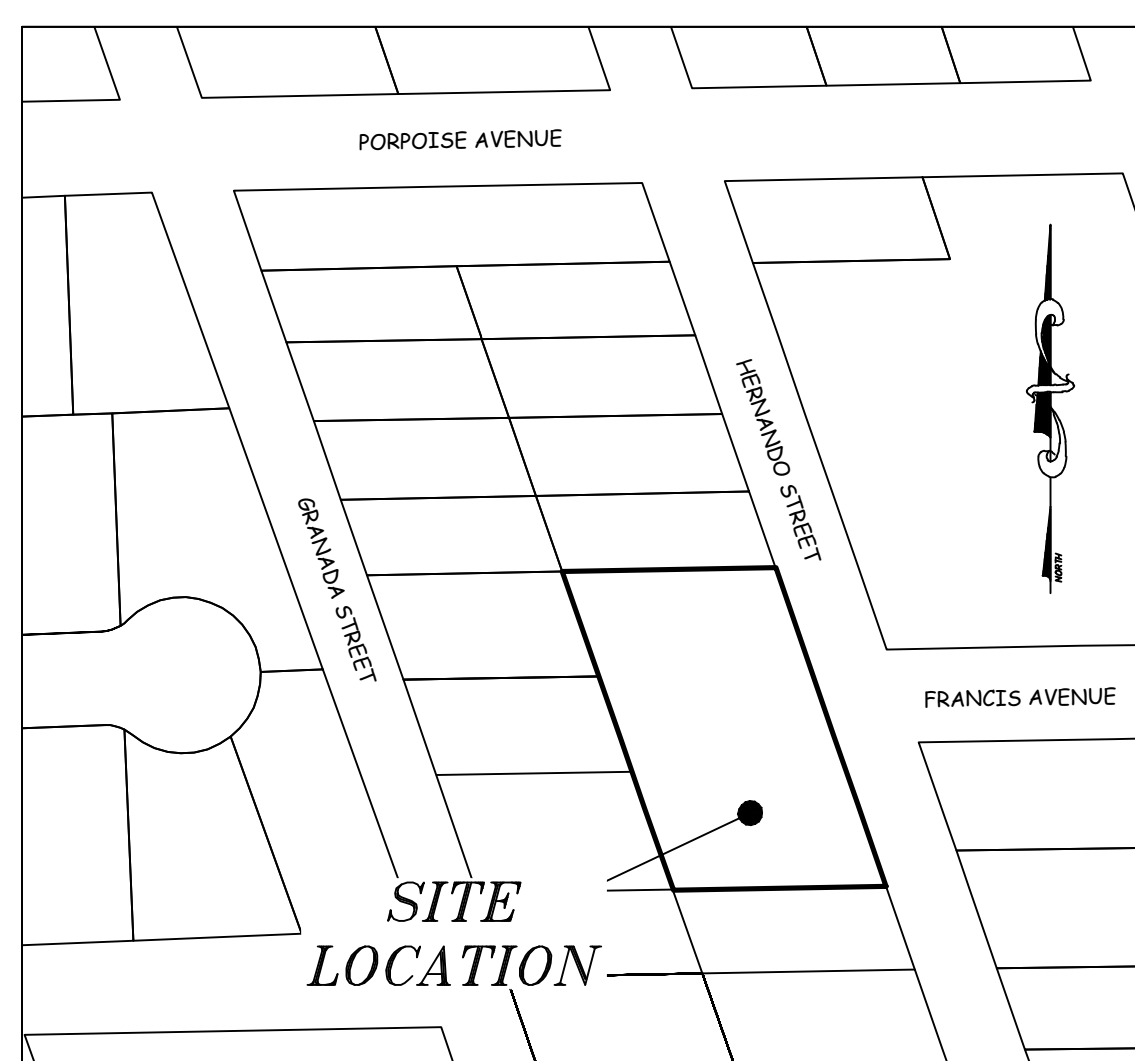 PORPOISE AVENUE
HERNANDO STREET
GRANADA STREET
NORTH
FRANCIS AVENUE
SITE
LOCATION